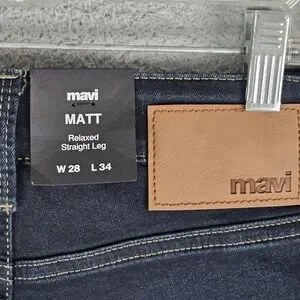 mavi
MATT
Relaxed
Straight Leg
W 28 L 34
mavi